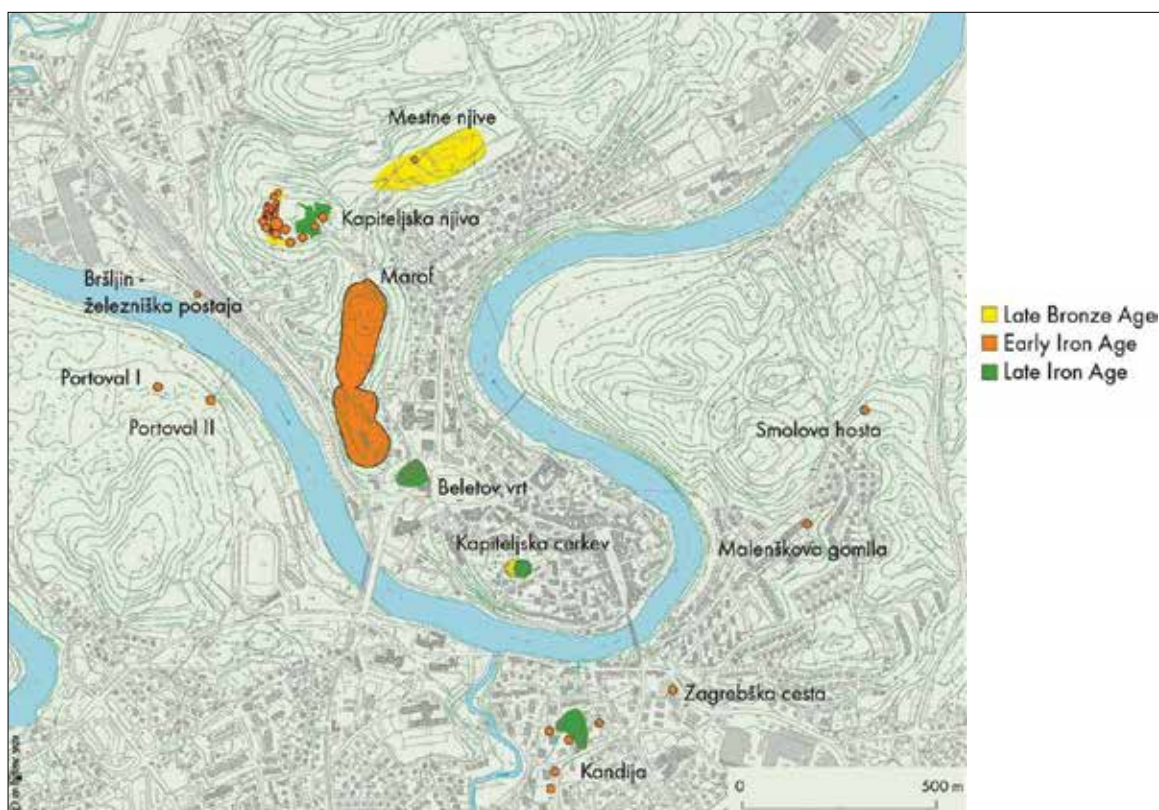 Mestne njive
Kapiteljska njiva
Marof
Bršljin -
železniška postaja
Portoval I
Portoval II
Smolova hosta
Beletov vrt
Kapiteljska cerkev
Malenškova gomila
Zagrebška cesta
Kandija
0 500 m
Late Bronze Age
Early Iron Age
Late Iron Age